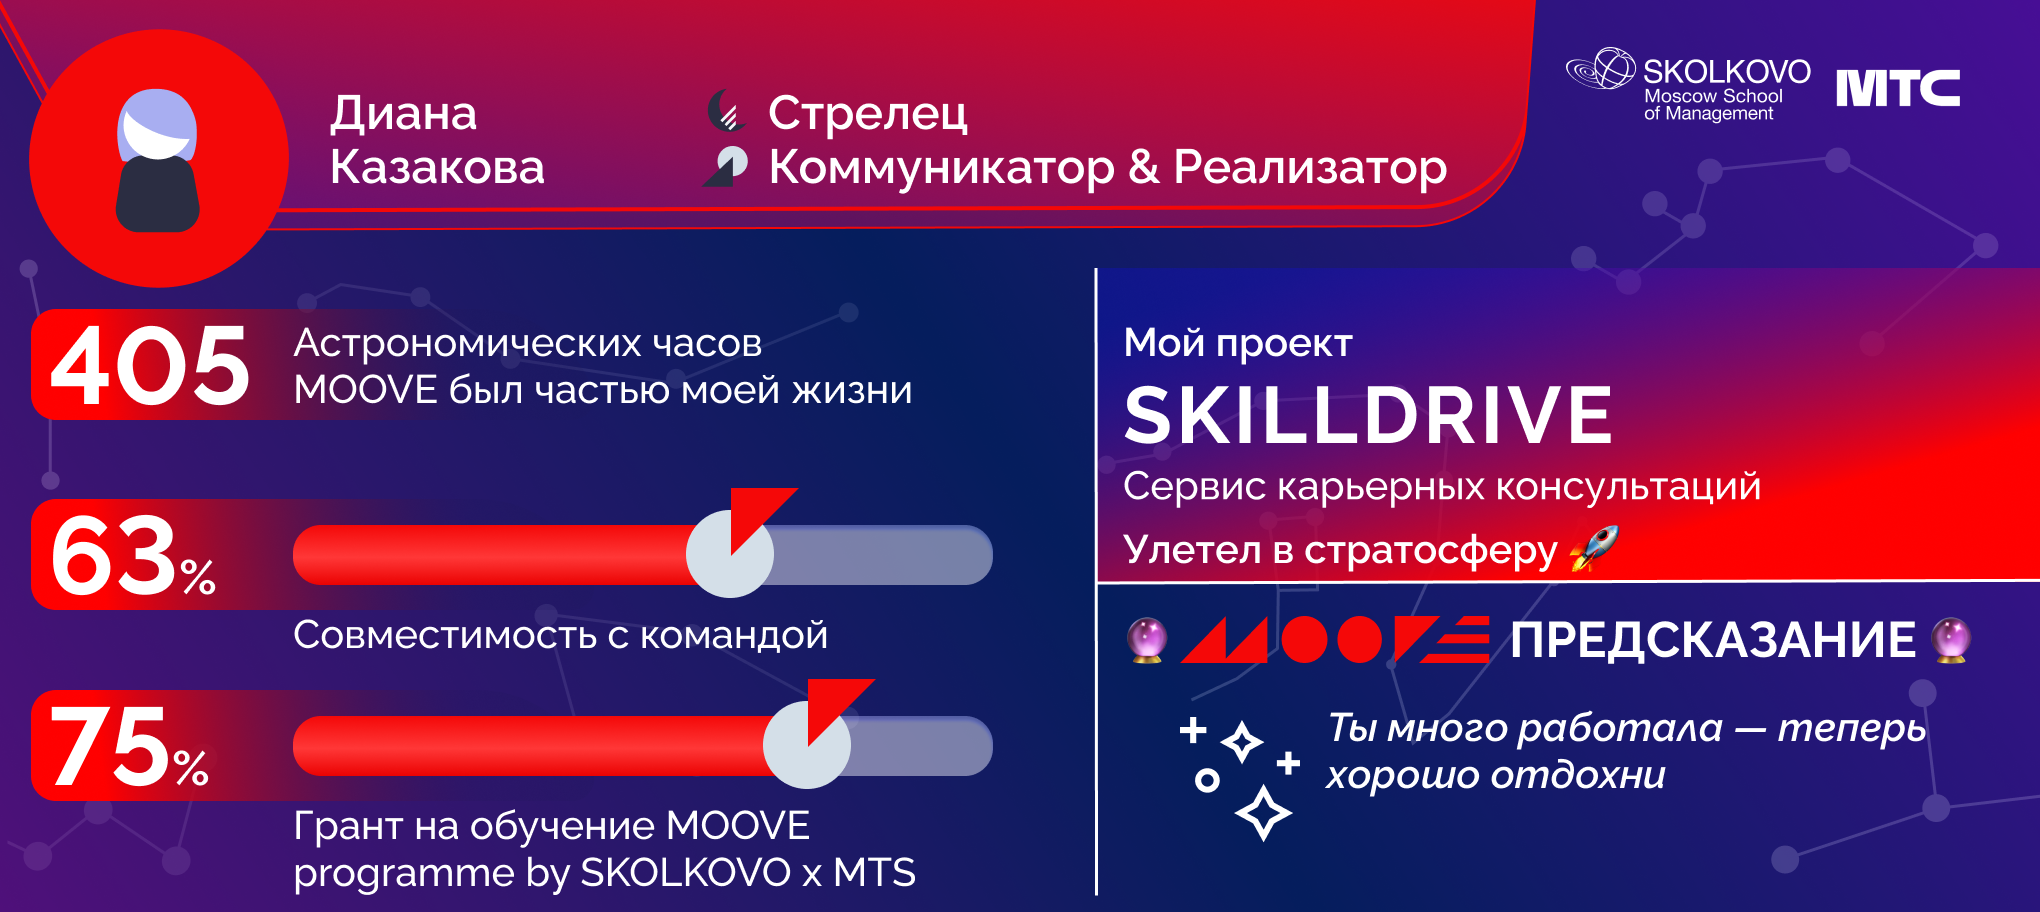 Диана
Казакова
Стрелец
Коммуникатор & Реализатор
SKOLKOVO
Moscow School
of Management
МТС
405
Астрономических часов
MOOVE был частью моей жизни
63%
Совместимость с командой
75%
Грант на обучение MOOVE
programme by SKOLKOVO x MTS
Мой проект
SKILLDRIVE
Сервис карьерных консультаций
Улетел в стратосферу 🚀
🔮 MOOVE ПРЕДСКАЗАНИЕ 🔮
Ты много работала — теперь
хорошо отдохни